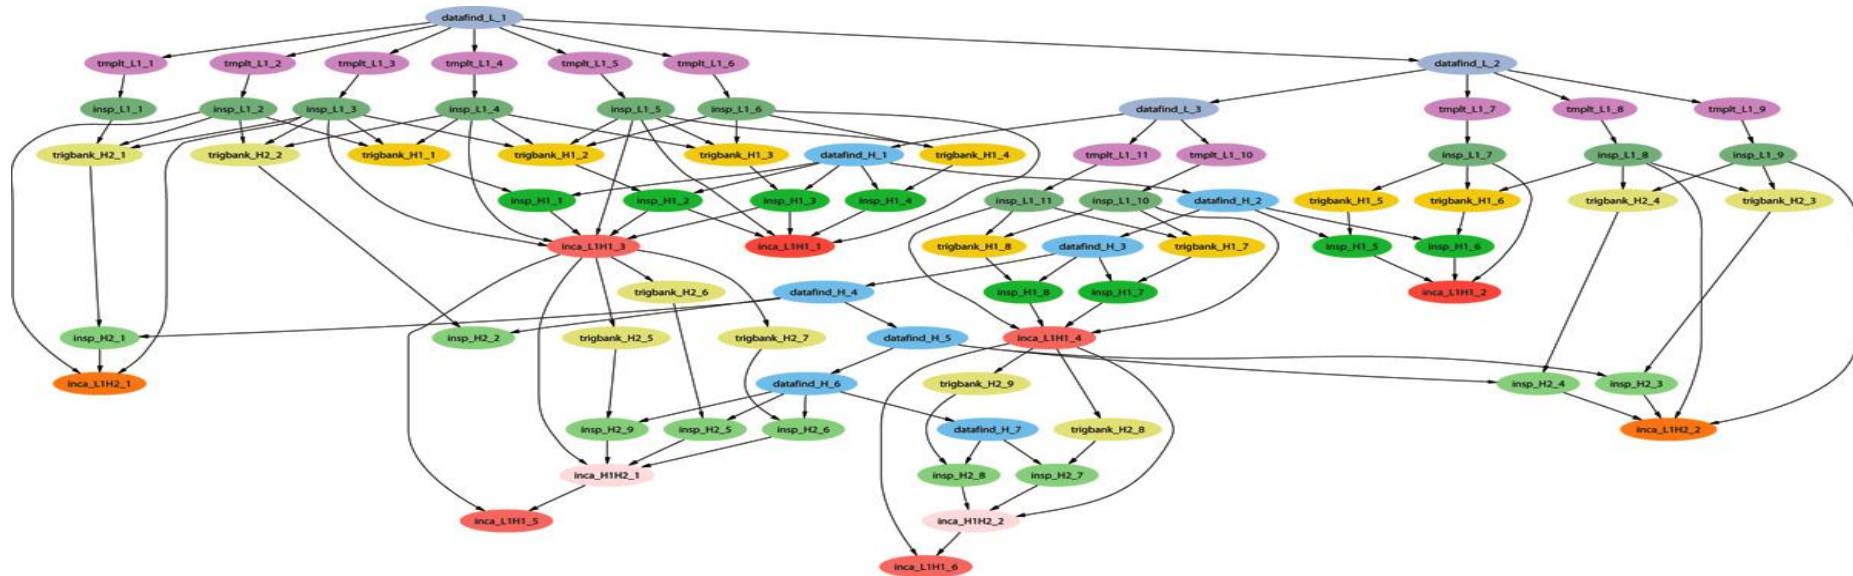 datafind_L_1
tmplt_L1_1 tmplt_L1_2 tmplt_L1_3 tmplt_L1_4 tmplt_L1_5 tmplt_L1_6 datafind_L_2
insp_L1_1 insp_L1_2 insp_L1_3 insp_L1_4 insp_L1_5 insp_L1_6 datafind_L_3 tmplt_L1_7 tmplt_L1_8 tmplt_L1_9
trigbank_H2_1 trigbank_H2_2 trigbank_H1_1 trigbank_H1_2 trigbank_H1_3 datafind_H_1 trigbank_H1_4 tmplt_L1_11 tmplt_L1_10 insp_L1_7 insp_L1_8 insp_L1_9
insp_H1_1 insp_H1_2 insp_H1_3 insp_H1_4 insp_L1_11 insp_L1_10 datafind_H_2 trigbank_H1_5 trigbank_H1_6 trigbank_H2_4 trigbank_H2_3
inca_L1H1_3 inca_L1H1_1 trigbank_H1_8 datafind_H_3 trigbank_H1_7 insp_H1_5 insp_H1_6
trigbank_H2_6 datafind_H_4 insp_H1_8 insp_H1_7 inca_L1H1_2
insp_H2_1 insp_H2_2 trigbank_H2_5 trigbank_H2_7 datafind_H_5 inca_L1H1_4
inca_L1H2_1 datafind_H_6 trigbank_H2_9 insp_H2_4 insp_H2_3
insp_H2_9 insp_H2_5 insp_H2_6 datafind_H_7 trigbank_H2_8 inca_L1H2_2
inca_H1H2_1 insp_H2_8 insp_H2_7
inca_L1H1_5 inca_H1H2_2
inca_L1H1_6